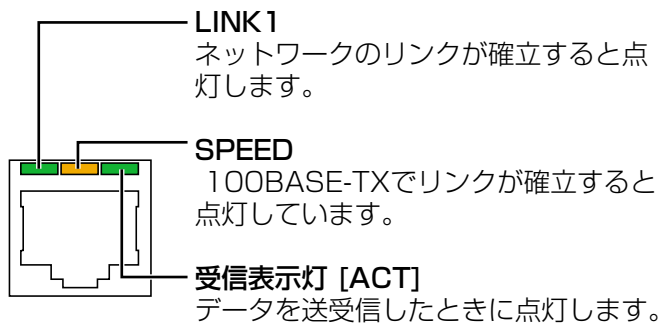 LINK1
ネットワークのリンクが確立すると点
灯します。
SPEED
100BASE-TXでリンクが確立すると
点灯しています。
受信表示灯 [ACT]
データを送受信したときに点灯します。